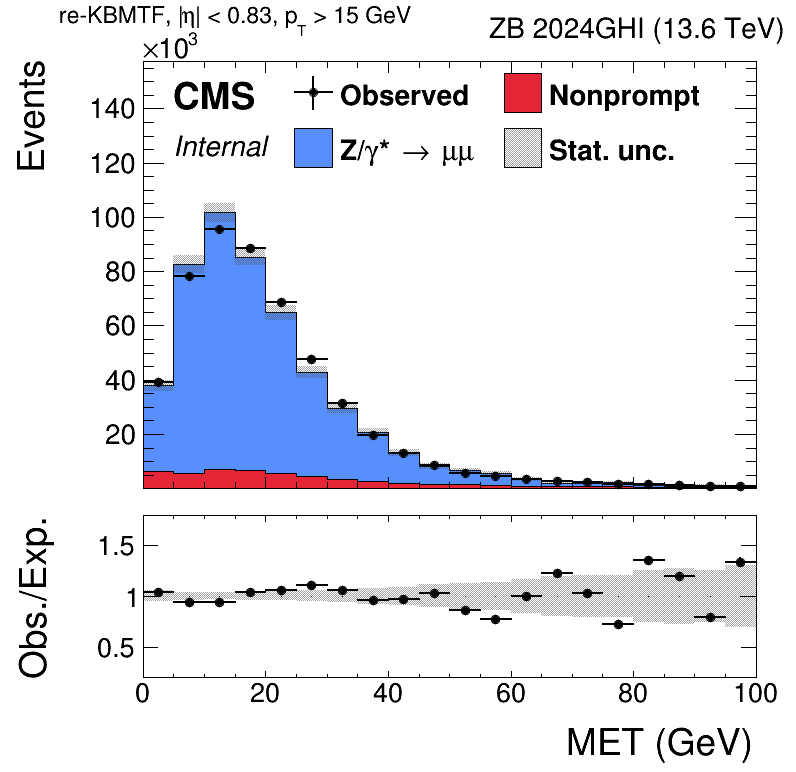 re-KBMTF, |η| < 0.83, p_T > 15 GeV
ZB 2024GHI (13.6 TeV)
×10³
Events
CMS
Internal
Observed
Nonprompt
Z/γ* → μμ
Stat. unc.
140
120
100
80
60
40
20
Obs./Exp.
1.5
1
0.5
0 20 40 60 80 100
MET (GeV)